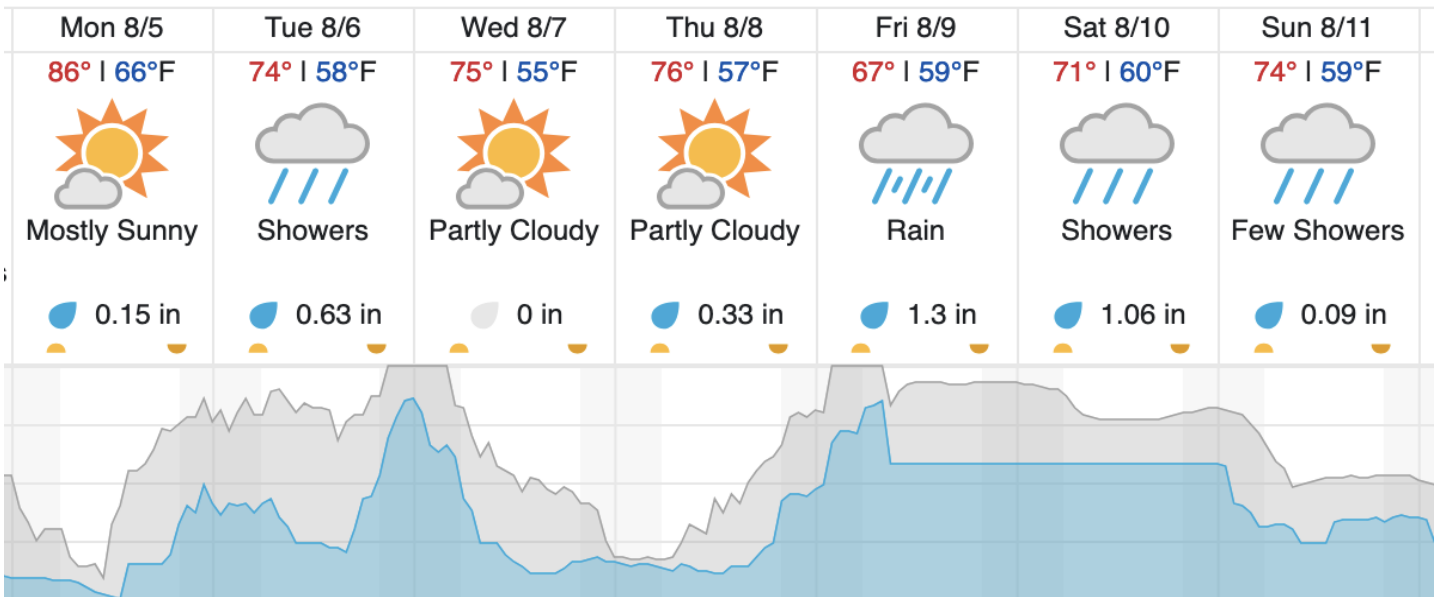 Mon 8/5 Tue 8/6 Wed 8/7 Thu 8/8 Fri 8/9 Sat 8/10 Sun 8/11
86° | 66°F 74° | 58°F 75° | 55°F 76° | 57°F 67° | 59°F 71° | 60°F 74° | 59°F
Mostly Sunny Showers Partly Cloudy Partly Cloudy Rain Showers Few Showers
0.15 in 0.63 in 0 in 0.33 in 1.3 in 1.06 in 0.09 in